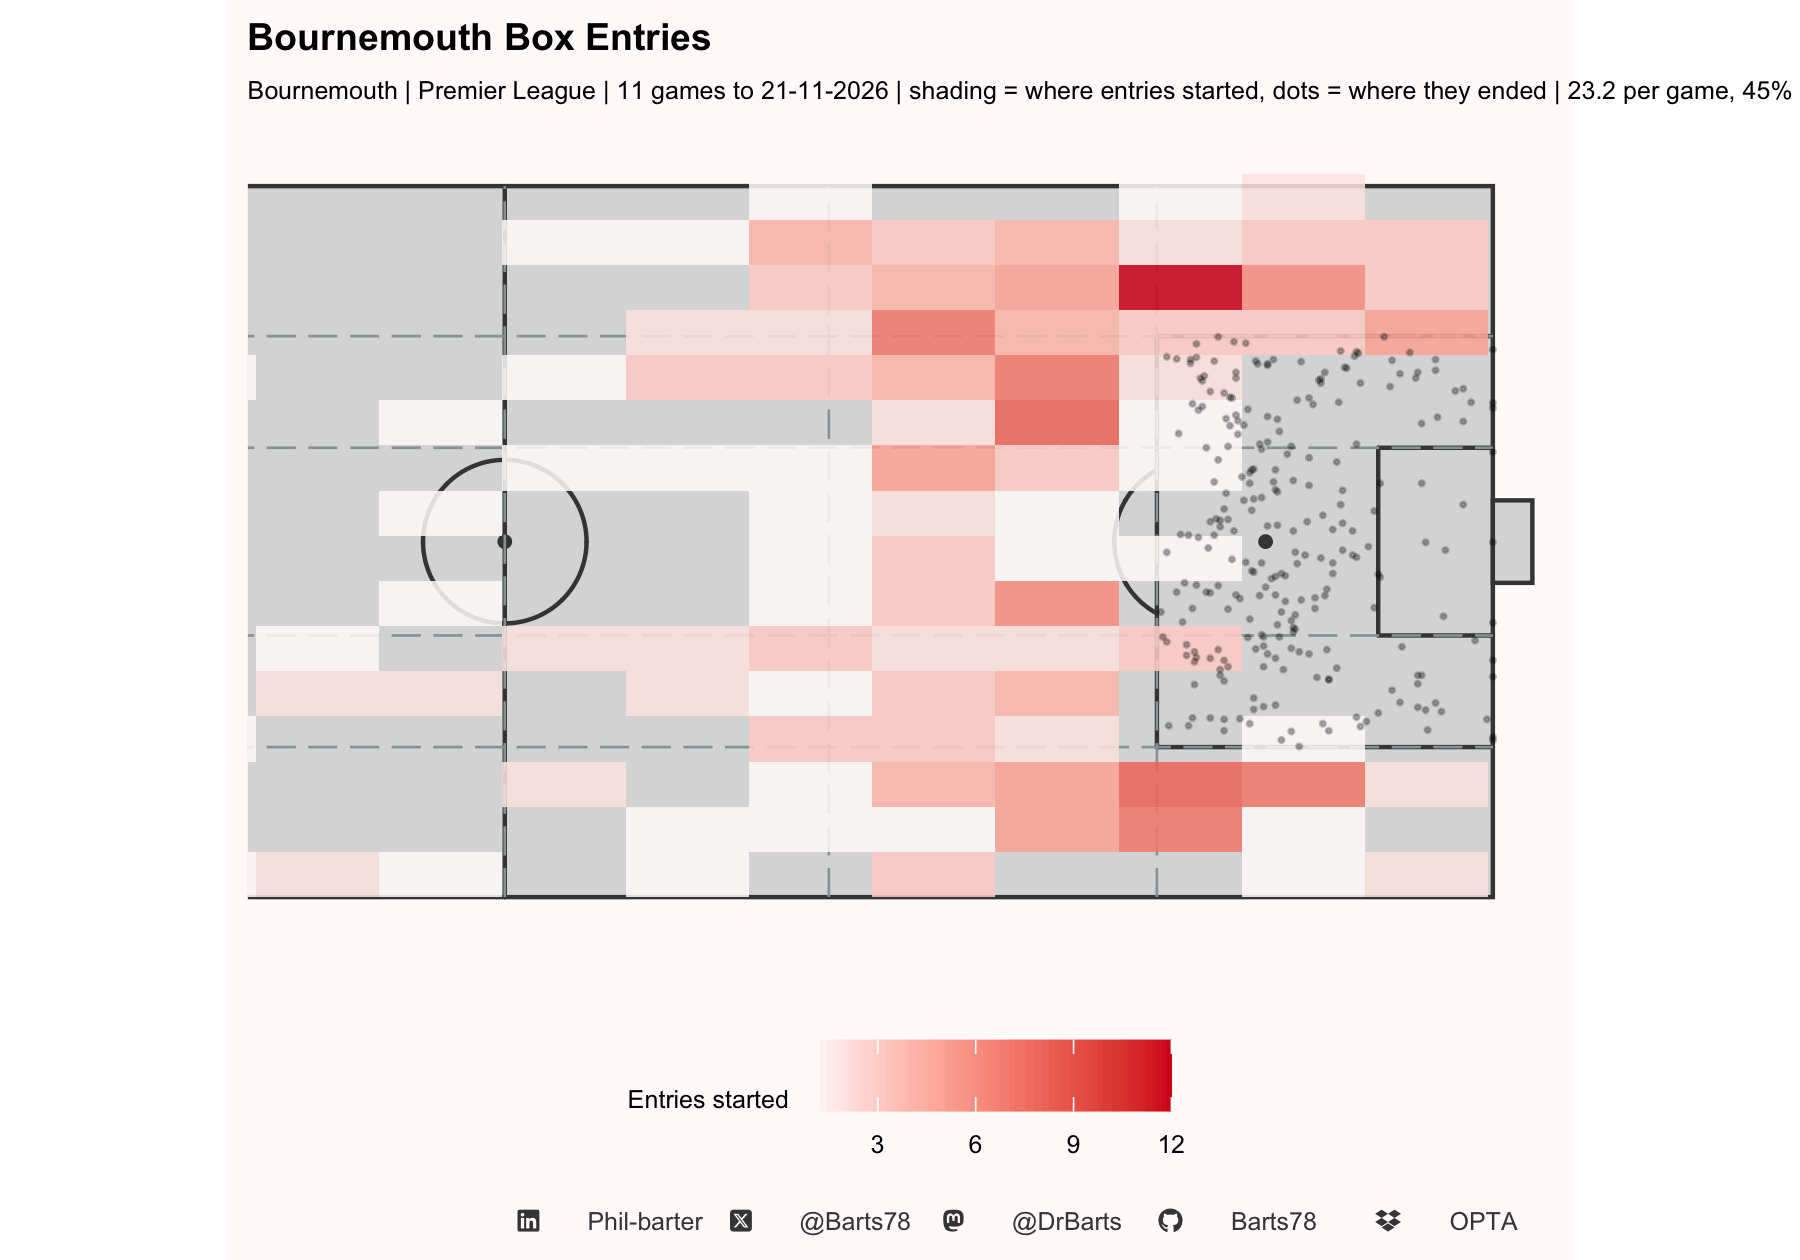 Bournemouth Box Entries
Bournemouth | Premier League | 11 games to 21-11-2026 | shading = where entries started, dots = where they ended | 23.2 per game, 45%
Entries started
3 6 9 12
Phil-barter @Barts78 @DrBarts Barts78 OPTA